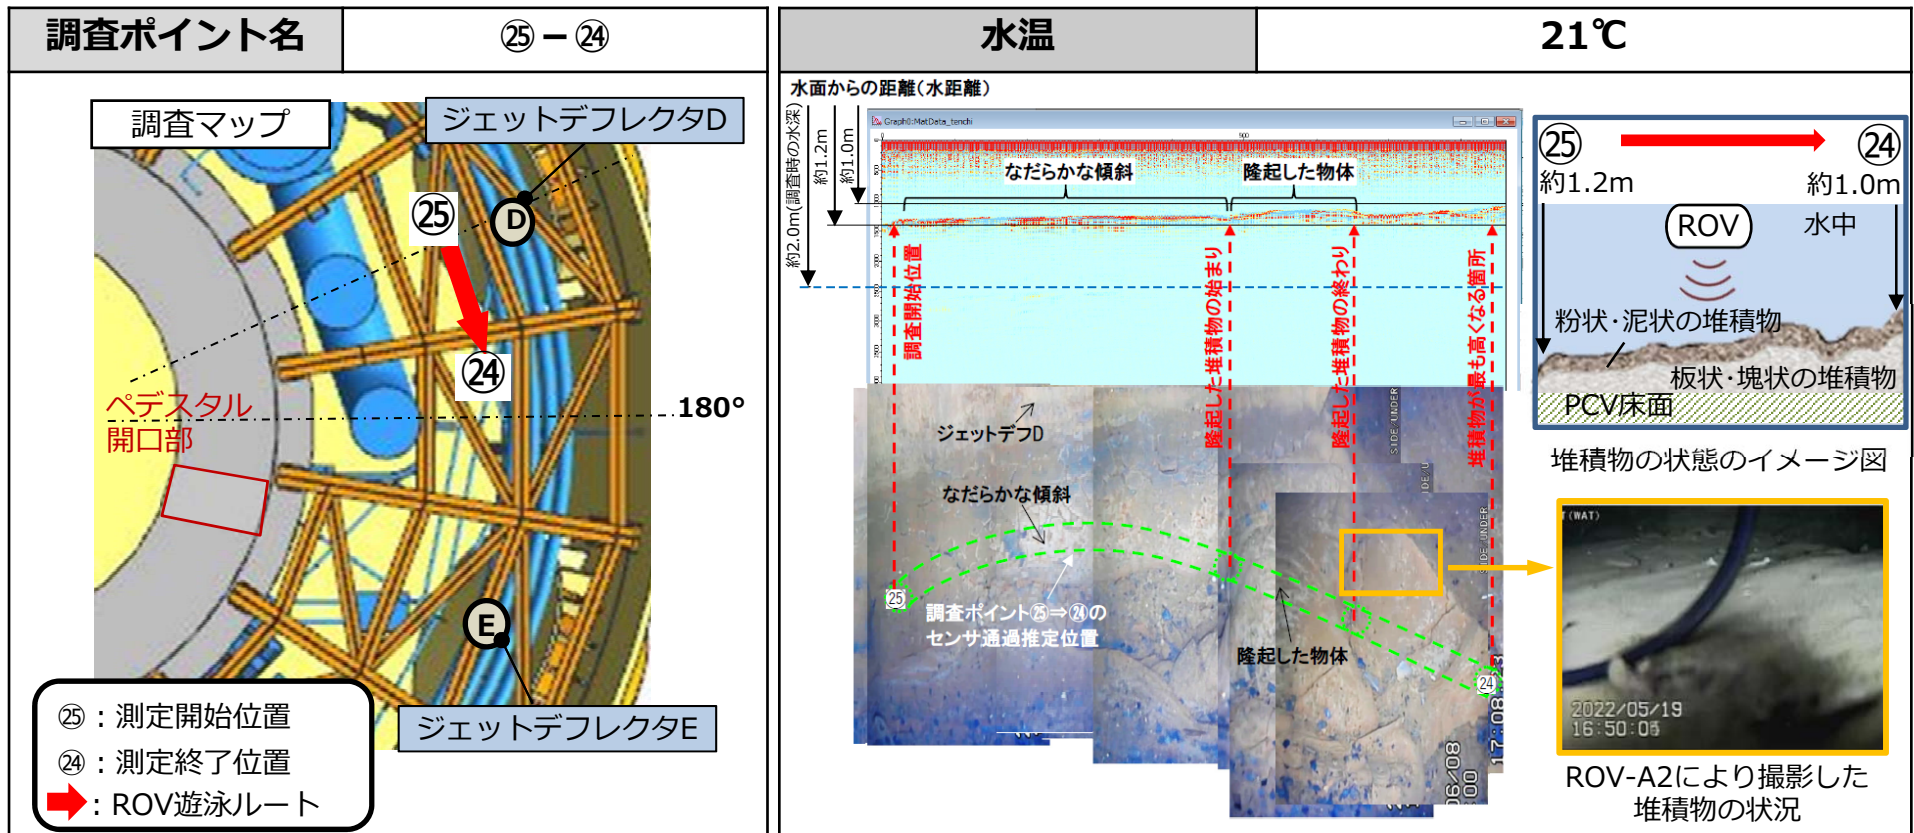 調査ポイント名
㉕－㉔
水温
21℃
調査マップ
ジェットデフレクタD
㉕
D
㉔
ペデスタル
開口部
180°
E
ジェットデフレクタE
㉕：測定開始位置
㉔：測定終了位置
：ROV遊泳ルート
水面からの距離（水距離）
約2.0m(調査時の水深)
約1.2m
約1.0m
Graph0:MatData_tenchi
なだらかな傾斜
隆起した物体
調査開始位置
隆起した堆積物の始まり
隆起した堆積物の終わり
堆積物が最も高くなる箇所
ジェットデフD
なだらかな傾斜
㉕
調査ポイント㉕⇒㉔の
センサ通過推定位置
隆起した物体
㉔
SIDE/UNDER
SIDE/U
SIDE/UNDER
06/08
:00
17:08:23
㉕
㉔
約1.2m
約1.0m
ROV
水中
粉状・泥状の堆積物
板状・塊状の堆積物
PCV床面
堆積物の状態のイメージ図
(WAT)
2022/05/19
ROV-A2により撮影した
堆積物の状況